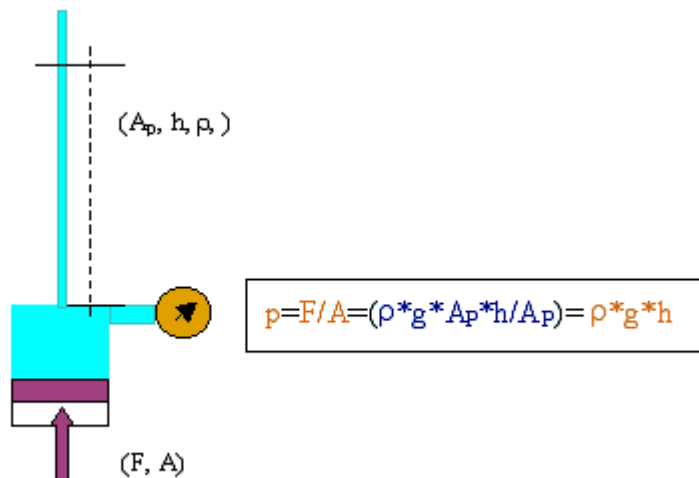 (Ap, h, ρ, )
p=F/A=(ρ*g*AP*h/AP)= ρ*g*h
(F, A)